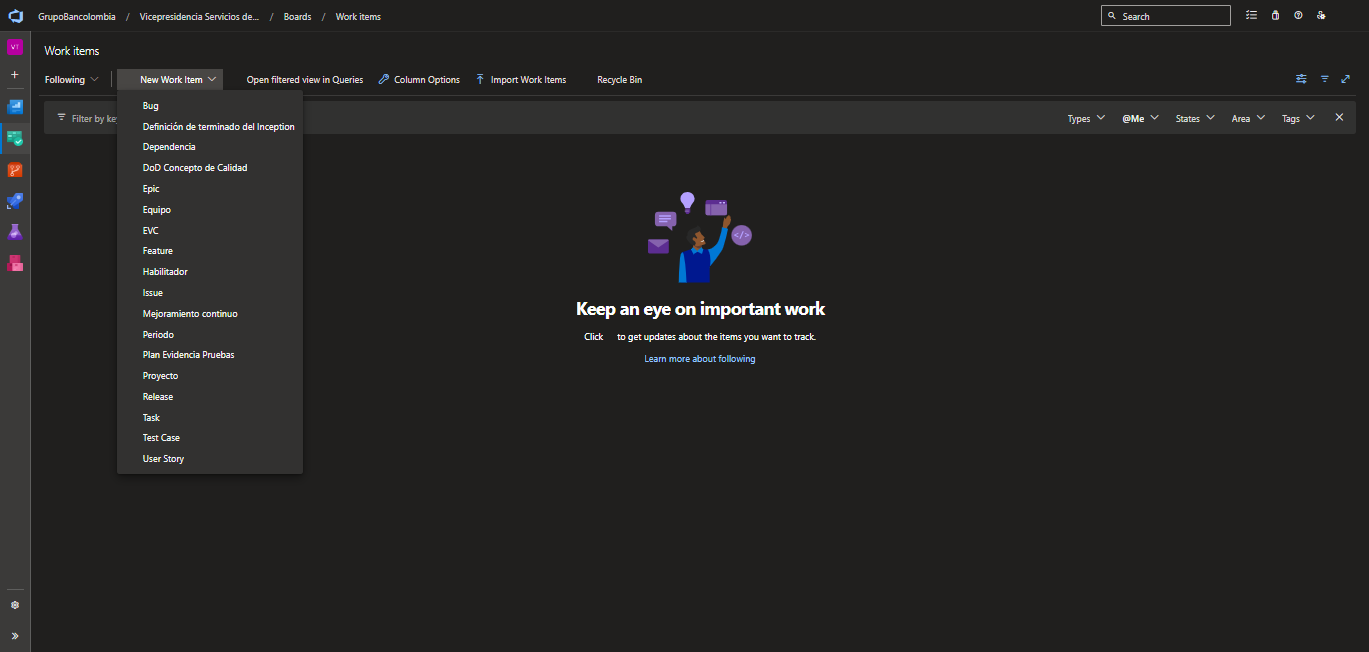 GrupoBancolombia / Vicepresidencia Servicios de... / Boards / Work items
Search
VT
Work items
Following
New Work Item
Open filtered view in Queries
Column Options
Import Work Items
Recycle Bin
Filter by ke
Types
@Me
States
Area
Tags
Bug
Definición de terminado del Inception
Dependencia
DoD Concepto de Calidad
Epic
Equipo
EVC
Feature
Habilitador
Issue
Mejoramiento continuo
Periodo
Plan Evidencia Pruebas
Proyecto
Release
Task
Test Case
User Story
Keep an eye on important work
Click to get updates about the items you want to track.
Learn more about following